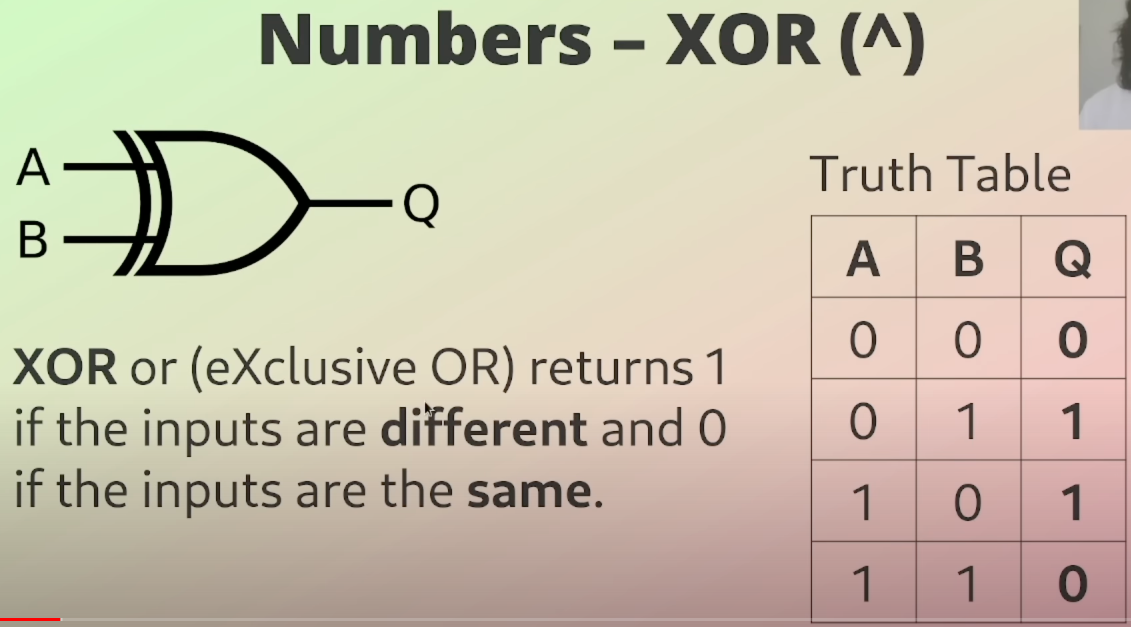 Numbers – XOR (^)
A
B
Q
XOR or (eXclusive OR) returns 1
if the inputs are different and 0
if the inputs are the same.
Truth Table
A B Q
0 0 0
0 1 1
1 0 1
1 1 0